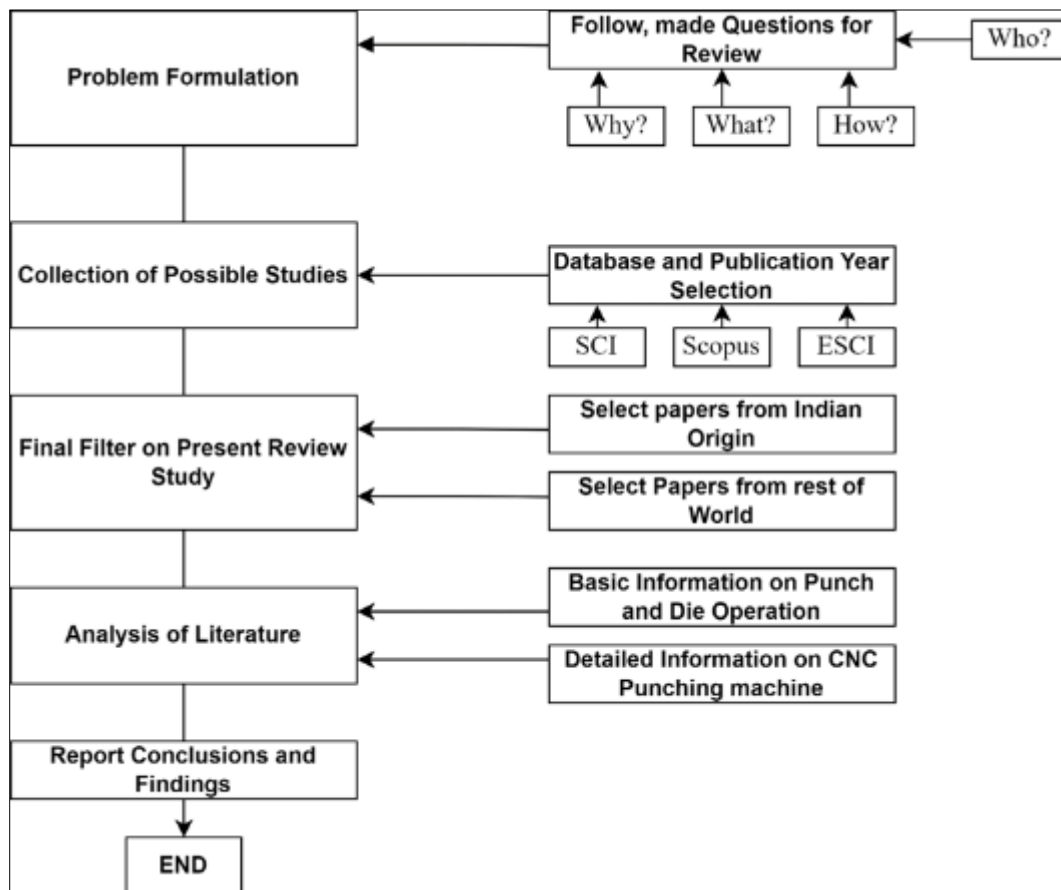 Follow, made Questions for
Review
Who?
Problem Formulation
Why?
What?
How?
Collection of Possible Studies
Database and Publication Year
Selection
SCI
Scopus
ESCI
Final Filter on Present Review
Study
Select papers from Indian
Origin
Select Papers from rest of
World
Analysis of Literature
Basic Information on Punch
and Die Operation
Detailed Information on CNC
Punching machine
Report Conclusions and
Findings
END